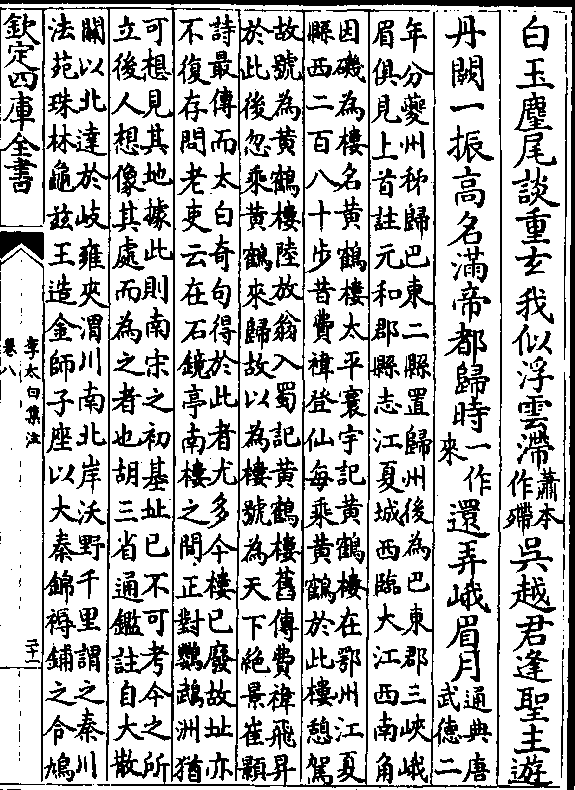 白玉麈尾談重玄我似浮雲滯蕭本作殢吳越君逢聖主遊
丹闕一振高名滿帝都歸時一作來還弄峨眉月通典唐武德二
年分夔州秭歸巴東二縣置歸州後為巴東郡三峽峨
眉俱見上首註元和郡縣志江夏城西臨大江西南角
因磯為樓名黃鶴樓太平寰宇記黃鶴樓在鄂州江夏
縣西二百八十步昔費禕登仙每乘黃鶴於此樓憩駕
故號為黃鶴樓陸放翁入蜀記黃鶴樓舊傳費禕飛昇
於此後忽乘黃鶴來歸故以為樓號為天下絶景崔顥
詩最傳而太白奇句得於此者尤多今樓已廢故址亦
不復存問老吏云在石鏡亭南樓之間正對鸚鵡洲猶
可想見其地據此則南宋之初基址已不可考今之所
立後人想像其處而為之者也胡三省通鑑註自大散
關以北達於岐雍夾渭川南北岸沃野千里謂之秦川
法苑珠林龜兹王造金師子座以大秦錦褥鋪之令鳩
欽定四庫全書
李太白集注
卷八
二十二